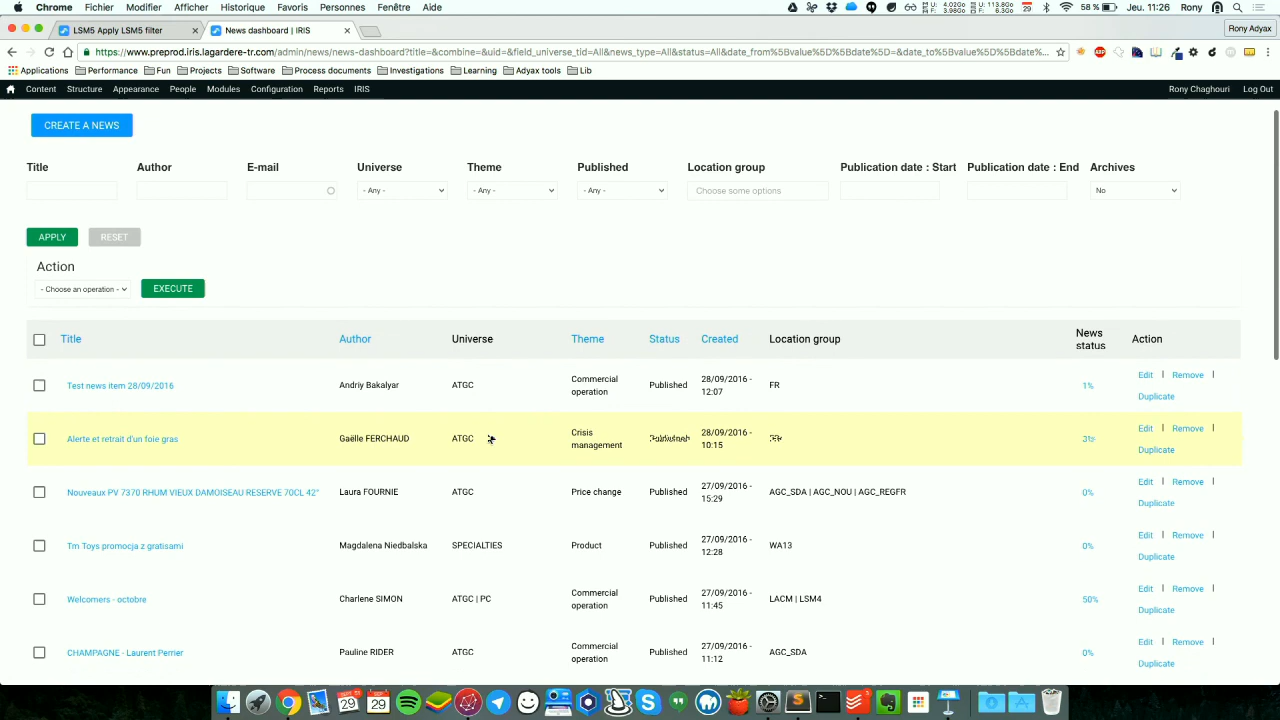 Chrome Fichier Modifier Afficher Historique Favoris Personnes Fenêtre Aide 58 % Jeu. 11:26 Rony
LSM5 Apply LSM5 filter News dashboard | IRIS Rony Adyax
https://www.preprod.iris.lagardere-tr.com/admin/news/news-dashboard?title=&combine=&uid=&field_universe_tid=All&news_type=All&status=All&date_from%5Bvalue%5D%5Bdate%5D=&date_to%5Bvalue%5D%5Bdate%...
Applications Performance Fun Projects Software Process documents Investigations Learning Adyax tools Lib
Content Structure Appearance People Modules Configuration Reports IRIS Rony Chaghouri Log Out
CREATE A NEWS
Title Author E-mail Universe Theme Published Location group Publication date : Start Publication date : End Archives
- Any - - Any - - Any - Choose some options No
APPLY RESET
Action
- Choose an operation - EXECUTE
Title Author Universe Theme Status Created Location group News status Action
Test news item 28/09/2016 Andriy Bakalyar ATGC Commercial operation Published 28/09/2016 - 12:07 FR 1% Edit | Remove | Duplicate
Alerte et retrait d'un foie gras Gaëlle FERCHAUD ATGC Crisis management Published 28/09/2016 - 10:15 Edit | Remove | Duplicate
Nouveaux PV 7370 RHUM VIEUX DAMOISEAU RESERVE 70CL 42° Laura FOURNIE ATGC Price change Published 27/09/2016 - 15:29 AGC_SDA | AGC_NOU | AGC_REGFR 0% Edit | Remove | Duplicate
Tm Toys promocja z gratisami Magdalena Niedbalska SPECIALTIES Product Published 27/09/2016 - 12:28 WA13 0% Edit | Remove | Duplicate
Welcomers - octobre Charlene SIMON ATGC | PC Commercial operation Published 27/09/2016 - 11:45 LACM | LSM4 50% Edit | Remove | Duplicate
CHAMPAGNE - Laurent Perrier Pauline RIDER ATGC Commercial operation Published 27/09/2016 - 11:12 AGC_SDA 0% Edit | Remove | Duplicate